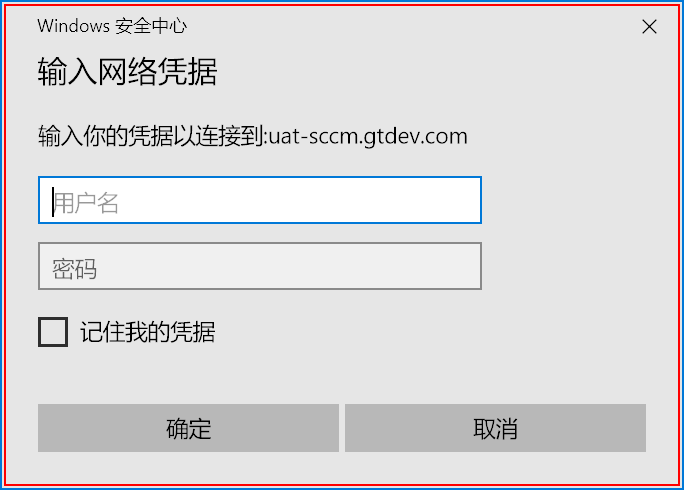 Windows 安全中心
输入网络凭据
输入你的凭据以连接到:uat-sccm.gtdev.com
用户名
密码
记住我的凭据
确定
取消